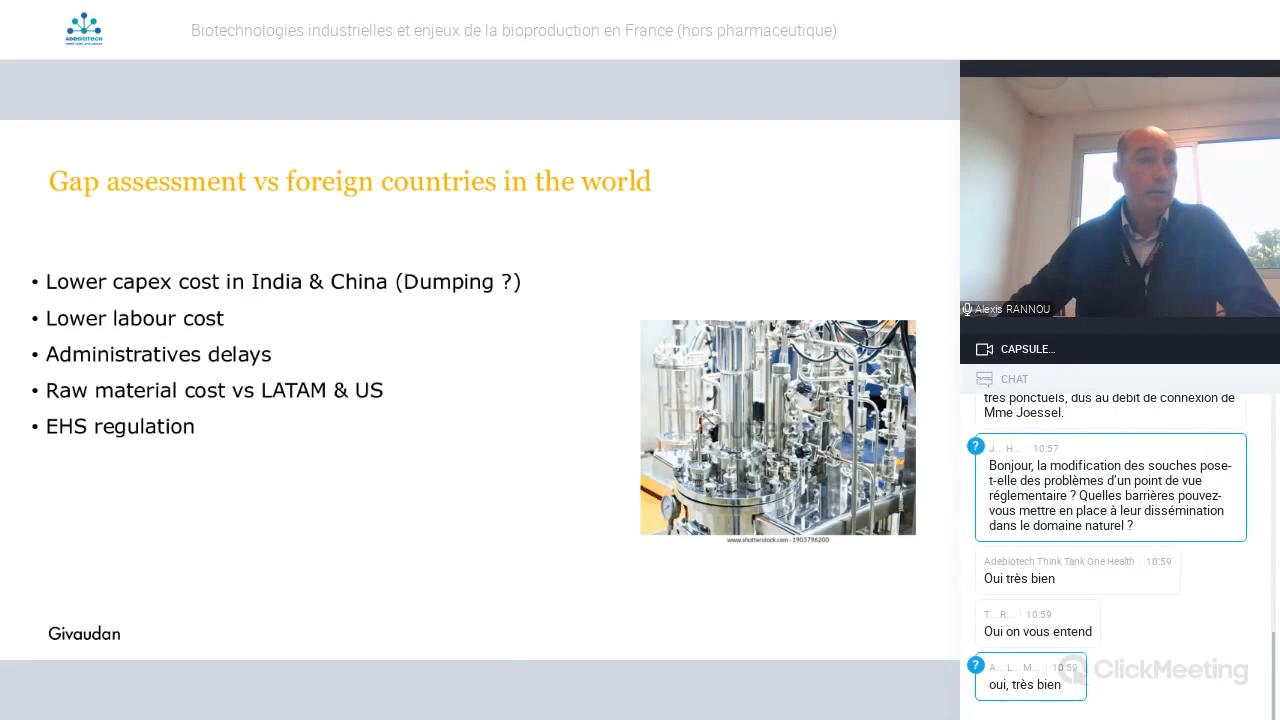 ADEBIOTECH
Biotechnologies industrielles et enjeux de la bioproduction en France (hors pharmaceutique)
Gap assessment vs foreign countries in the world
• Lower capex cost in India & China (Dumping ?)
• Lower labour cost
• Administratives delays
• Raw material cost vs LATAM & US
• EHS regulation
www.shutterstock.com · 1903796200
Givaudan
Alexis RANNOU
CAPSULE...
CHAT
très ponctuels, dus au débit de connexion de
Mme Joessel.
? J... H... 10:57
Bonjour, la modification des souches pose-
t-elle des problèmes d'un point de vue
réglementaire ? Quelles barrières pouvez-
vous mettre en place à leur dissémination
dans le domaine naturel ?
Adebiotech Think Tank One Health 10:59
Oui très bien
T... R... 10:59
Oui on vous entend
? A... L... M... 10:59
oui, très bien
ClickMeeting